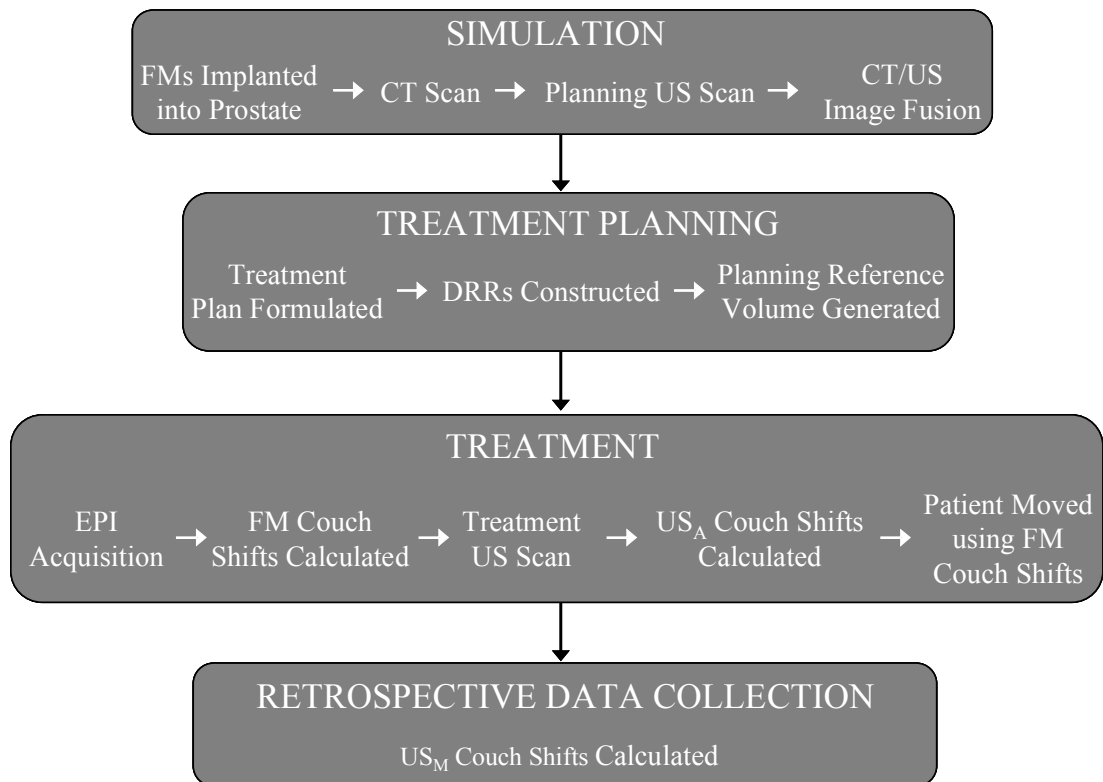 SIMULATION
FMs Implanted
into Prostate
CT Scan
Planning US Scan
CT/US
Image Fusion
TREATMENT PLANNING
Treatment
Plan Formulated
DRRs Constructed
Planning Reference
Volume Generated
TREATMENT
EPI
Acquisition
FM Couch
Shifts Calculated
Treatment
US Scan
US_A Couch Shifts
Calculated
Patient Moved
using FM
Couch Shifts
RETROSPECTIVE DATA COLLECTION
US_M Couch Shifts Calculated